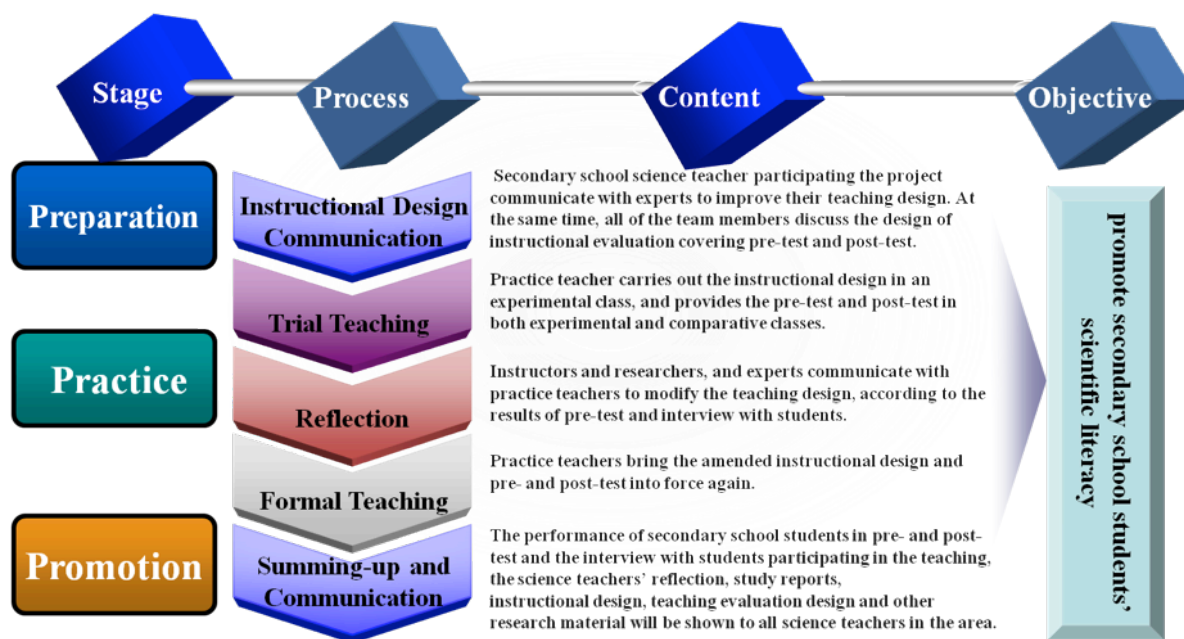 Stage
Process
Content
Objective
Preparation
Instructional Design
Communication
Secondary school science teacher participating the project
communicate with experts to improve their teaching design. At
the same time, all of the team members discuss the design of
instructional evaluation covering pre-test and post-test.
Practice
Trial Teaching
Practice teacher carries out the instructional design in an
experimental class, and provides the pre-test and post-test in
both experimental and comparative classes.
Reflection
Instructors and researchers, and experts communicate with
practice teachers to modify the teaching design, according to the
results of pre-test and interview with students.
Formal Teaching
Practice teachers bring the amended instructional design and
pre- and post-test into force again.
Promotion
Summing-up and
Communication
The performance of secondary school students in pre- and post-
test and the interview with students participating in the teaching,
the science teachers’ reflection, study reports,
instructional design, teaching evaluation design and other
research material will be shown to all science teachers in the area.
promote secondary school students’
scientific literacy